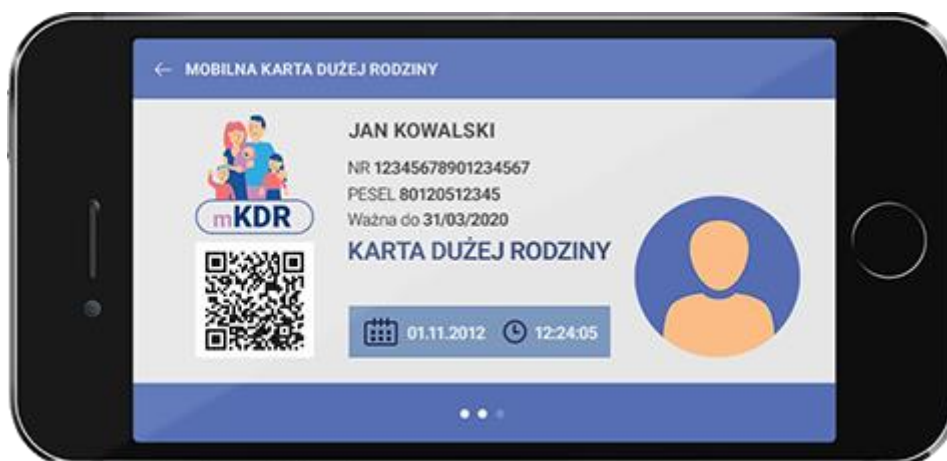 ← MOBILNA KARTA DUŻEJ RODZINY
mKDR
JAN KOWALSKI
NR 12345678901234567
PESEL 80120512345
Ważna do 31/03/2020
KARTA DUŻEJ RODZINY
01.11.2012 12:24:05